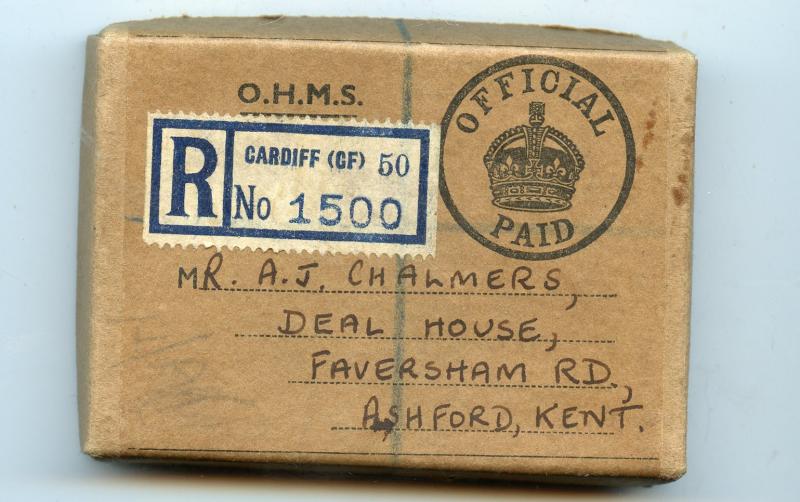 O.H.M.S.
OFFICIAL
PAID
R
CARDIFF (CF) 50
No 1500
MR. A.J. CHALMERS,
DEAL HOUSE,
FAVERSHAM RD.,
ASHFORD, KENT.